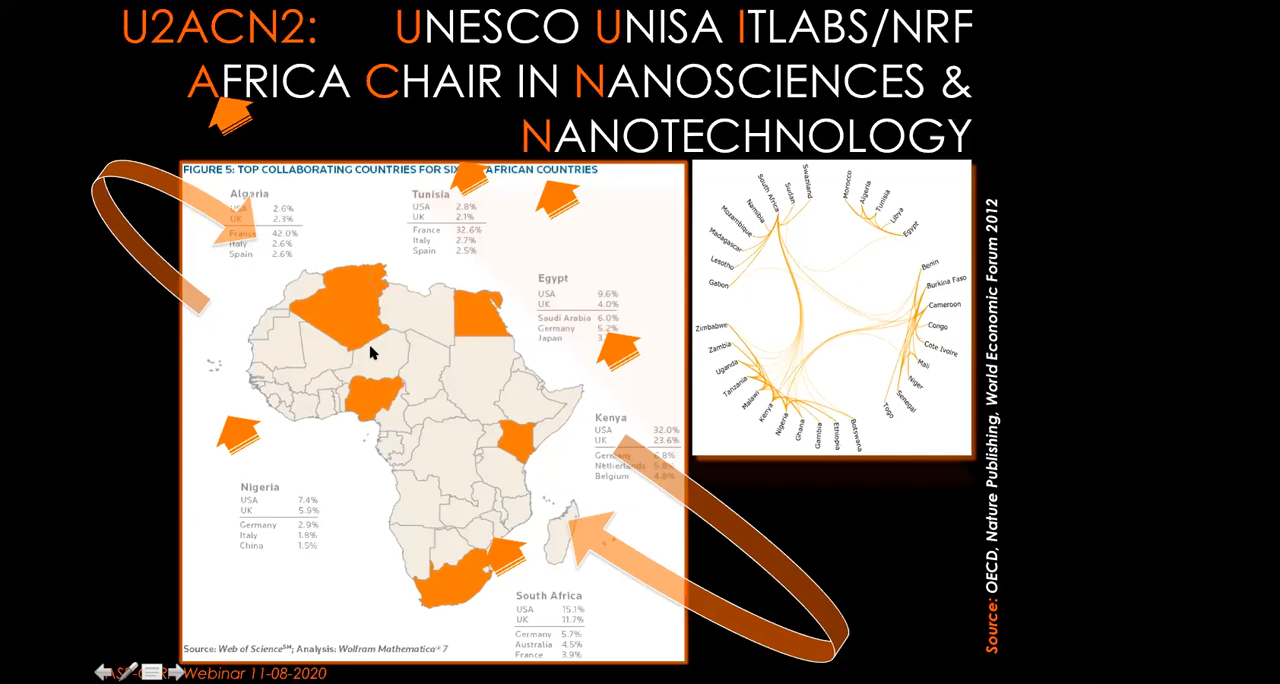 U2ACN2: UNESCO UNISA ITLABS/NRF
AFRICA CHAIR IN NANOSCIENCES &
NANOTECHNOLOGY
FIGURE 5: TOP COLLABORATING COUNTRIES FOR SIX AFRICAN COUNTRIES
Algeria
USA 2.6%
UK 2.3%
France 42.0%
Italy 2.6%
Spain 2.6%
Tunisia
USA 2.8%
UK 2.1%
France 32.6%
Italy 2.7%
Spain 2.5%
Egypt
USA 9.6%
UK 4.0%
Saudi Arabia 6.0%
Germany 5.2%
Japan
Kenya
USA 32.0%
UK 23.6%
Germany 6.8%
Netherlands 5.8%
Belgium 4.8%
Nigeria
USA 7.4%
UK 5.9%
Germany 2.9%
Italy 1.8%
China 1.5%
South Africa
USA 15.1%
UK 11.7%
Germany 5.7%
Australia 4.5%
France 3.9%
Source: Web of Science℠; Analysis: Wolfram Mathematica® 7
Swaziland
Sudan
South Africa
Namibia
Mozambique
Madagascar
Lesotho
Gabon
Morocco
Algeria
Tunisia
Libya
Egypt
Benin
Burkina Faso
Cameroon
Congo
Cote Ivoire
Mali
Niger
Senegal
Togo
Zimbabwe
Zambia
Uganda
Tanzania
Malawi
Kenya
Nigeria
Ghana
Gambia
Ethiopia
Botswana
Source: OECD, Nature Publishing, World Economic Forum 2012
Webinar 11-08-2020